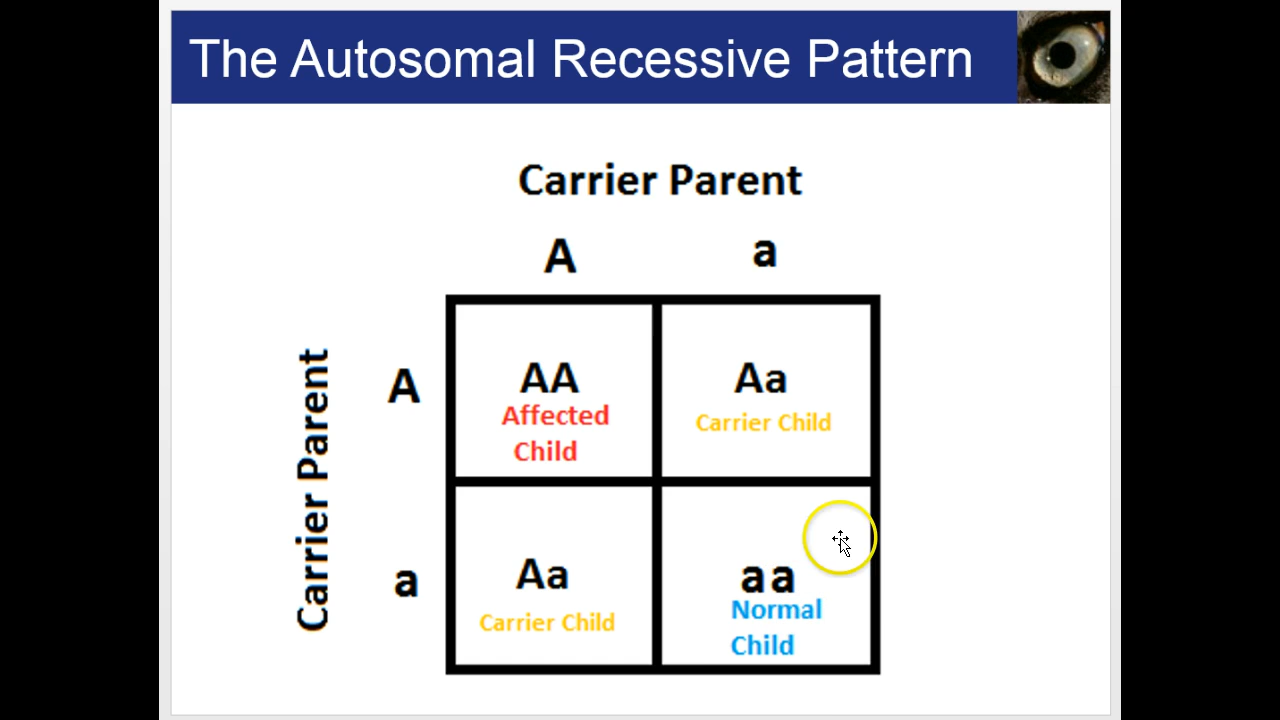 The Autosomal Recessive Pattern
Carrier Parent
A a
Carrier Parent
A
AA
Affected
Child
Aa
Carrier Child
a
Aa
Carrier Child
aa
Normal
Child